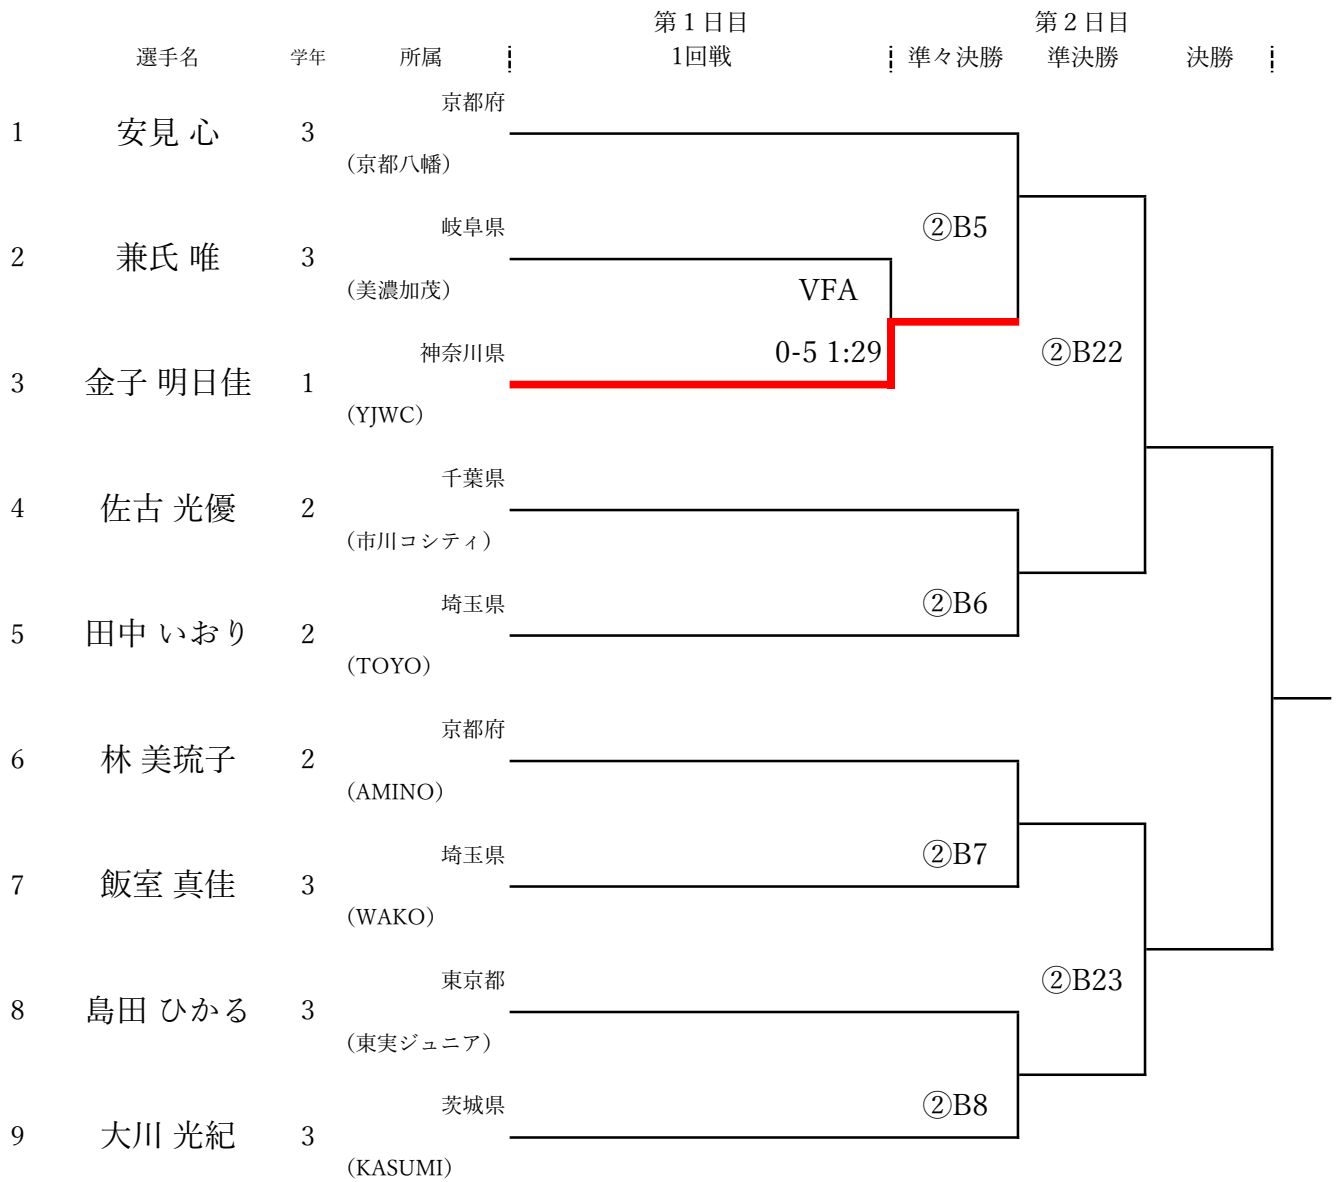 第１日目 第２日目
選手名 学年 所属 1回戦 準々決勝 準決勝 決勝
京都府
1 安見 心 3
(京都八幡)
岐阜県 ②B5
2 兼氏 唯 3
(美濃加茂) VFA
神奈川県 0-5 1:29 ②B22
3 金子 明日佳 1
(YJWC)
千葉県
4 佐古 光優 2
(市川コシティ)
埼玉県 ②B6
5 田中 いおり 2
(TOYO)
京都府
6 林 美琉子 2
(AMINO)
埼玉県 ②B7
7 飯室 真佳 3
(WAKO)
東京都 ②B23
8 島田 ひかる 3
(東実ジュニア)
茨城県 ②B8
9 大川 光紀 3
(KASUMI)